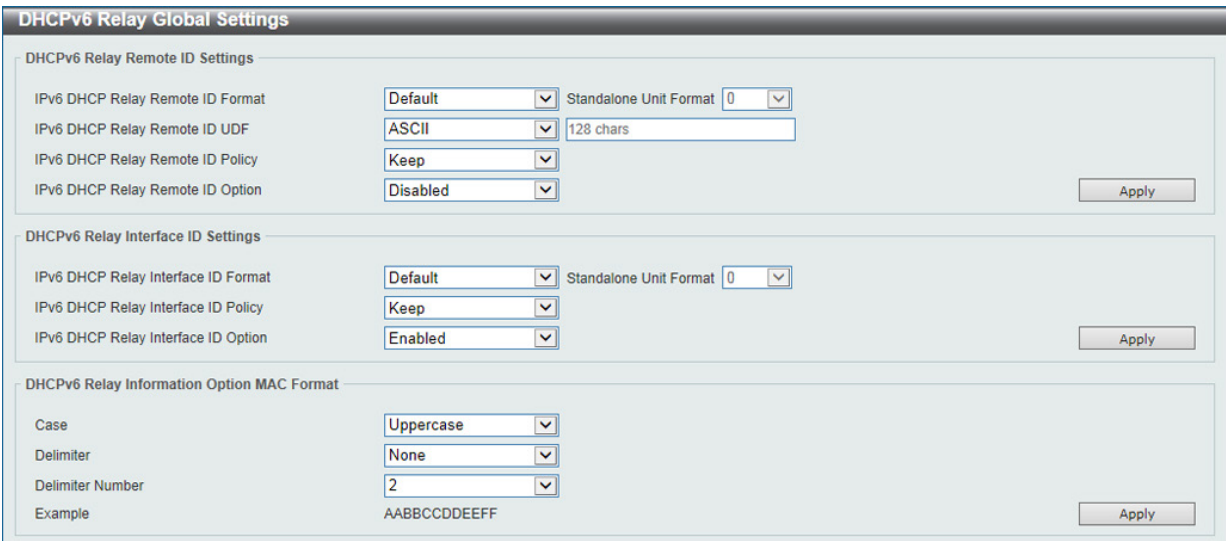 DHCPv6 Relay Global Settings
DHCPv6 Relay Remote ID Settings
IPv6 DHCP Relay Remote ID Format Default Standalone Unit Format 0
IPv6 DHCP Relay Remote ID UDF ASCII 128 chars
IPv6 DHCP Relay Remote ID Policy Keep
IPv6 DHCP Relay Remote ID Option Disabled Apply
DHCPv6 Relay Interface ID Settings
IPv6 DHCP Relay Interface ID Format Default Standalone Unit Format 0
IPv6 DHCP Relay Interface ID Policy Keep
IPv6 DHCP Relay Interface ID Option Enabled Apply
DHCPv6 Relay Information Option MAC Format
Case Uppercase
Delimiter None
Delimiter Number 2
Example AABBCCDDEEFF Apply